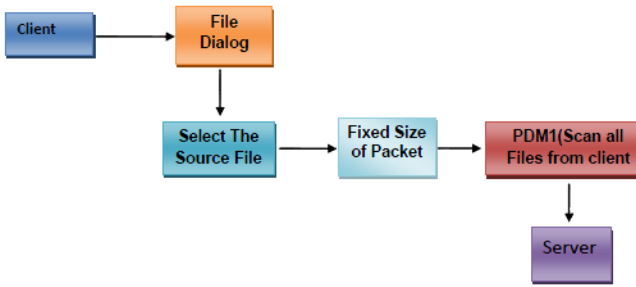 Client
File
Dialog
Select The
Source File
Fixed Size
of Packet
PDM1(Scan all
Files from client
Server